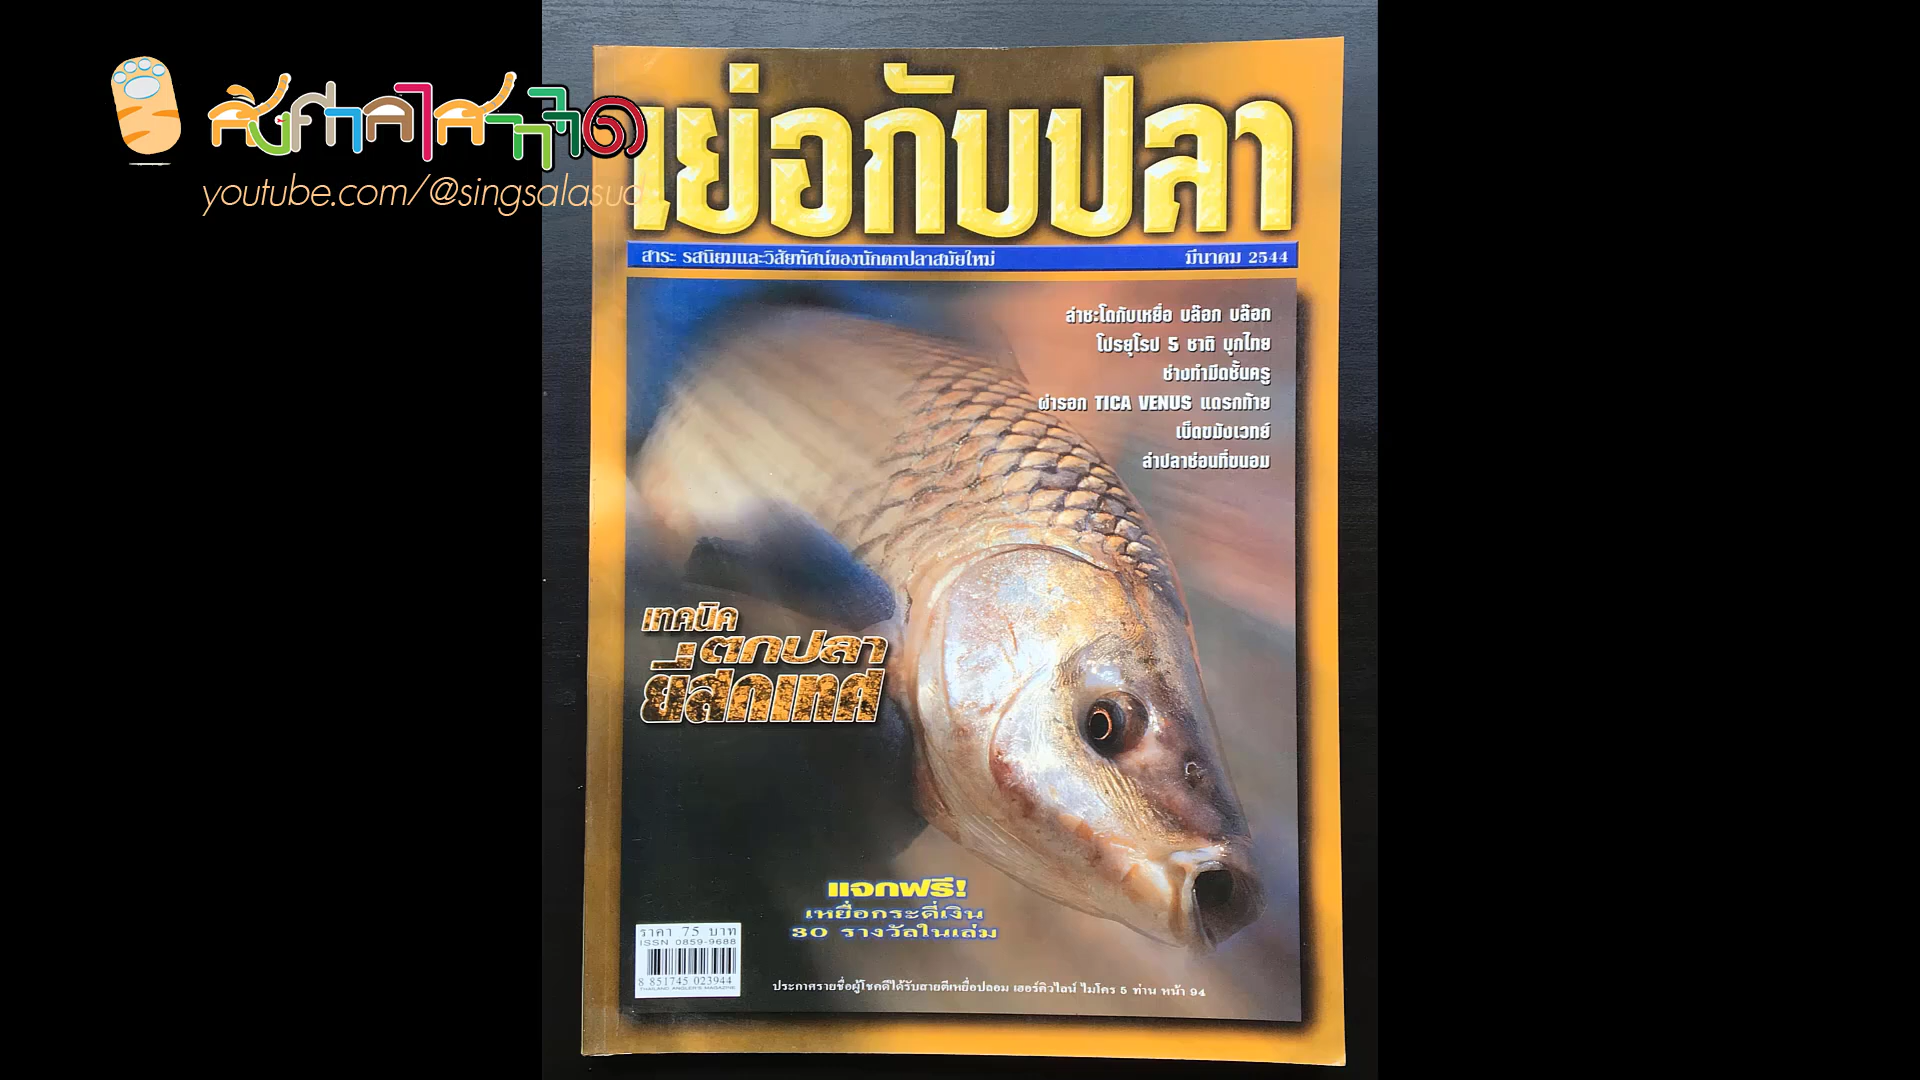 สิงศาลาไสวจุด
youtube.com/@singsalasud
เย่อกับปลา
สาระ รสนิยมและวิสัยทัศน์ของนักตกปลาสมัยใหม่ มีนาคม 2544
ล่าชะโดกับเหยื่อ บล๊อก บล๊อก
โปรยุโรป 5 ชาติ บุกไทย
ช่างทำมีดชั้นครู
ผ่ารอก TICA VENUS แดรกท้าย
เบ็ดขมังเวทย์
ล่าปลาช่อนที่ขนอม
เทคนิค
ตกปลา
ยี่สกเทศ
แจกฟรี!
เหยื่อกระดี่เงิน
30 รางวัลในเล่ม
ราคา 75 บาท
ISSN 0859-9688
8 851745 023944
THAILAND ANGLER'S MAGAZINE
ประกาศรายชื่อผู้โชคดีได้รับสายตีเหยื่อปลอม เฮอร์คิวไลน์ ไมโคร 5 ท่าน หน้า 94